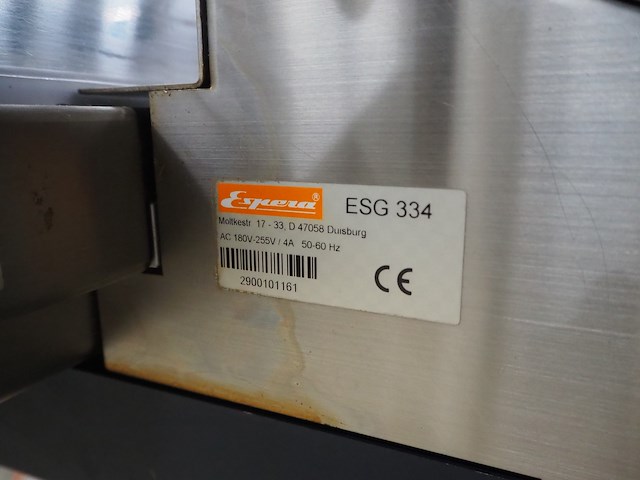 Espera® ESG 334
Moltkestr. 17 - 33, D 47058 Duisburg
AC 180V-255V / 4A 50-60 Hz
2900101161
CE